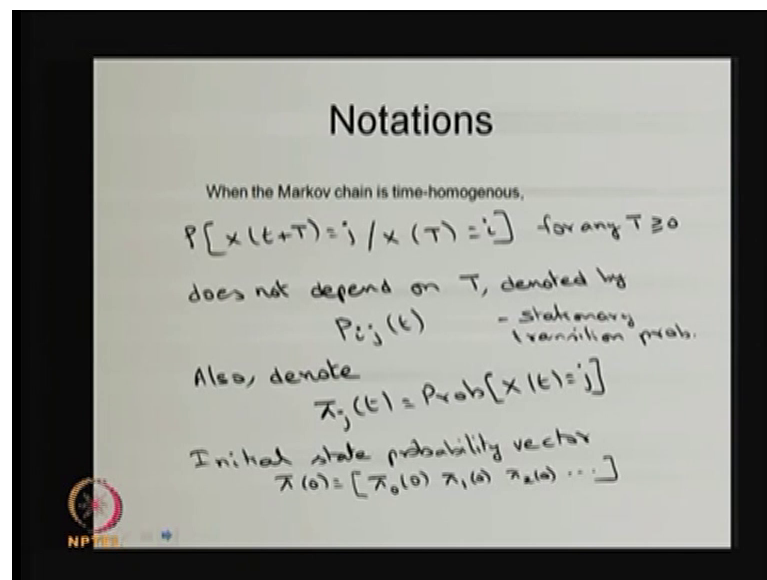 Notations
When the Markov chain is time-homogenous,
P[X(t+T)=j / X(T)=i] for any T ≥ 0
does not depend on T, denoted by
Pij(t) - stationary
transition prob.
Also, denote
πj(t) = Prob[X(t)=j]
Initial state probability vector
π(0) = [π0(0) π1(0) π2(0) ...]
NPTEL